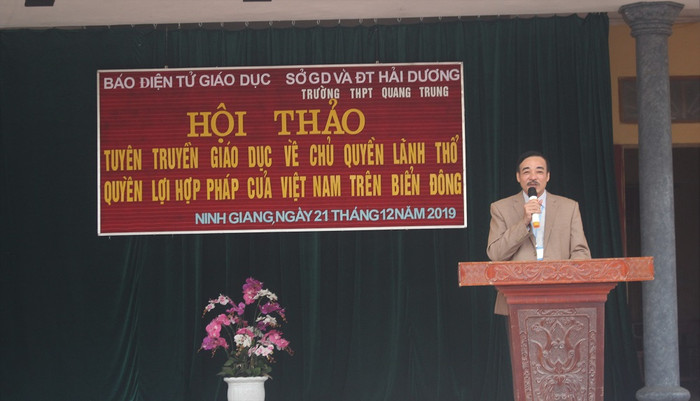 BÁO ĐIỆN TỬ GIÁO DỤC SỞ GD VÀ ĐT HẢI DƯƠNG
TRƯỜNG THPT QUANG TRUNG
HỘI THẢO
TUYÊN TRUYỀN GIÁO DỤC VỀ CHỦ QUYỀN LÃNH THỔ
QUYỀN LỢI HỢP PHÁP CỦA VIỆT NAM TRÊN BIỂN ĐÔNG
NINH GIANG, NGÀY 21 THÁNG 12 NĂM 2019